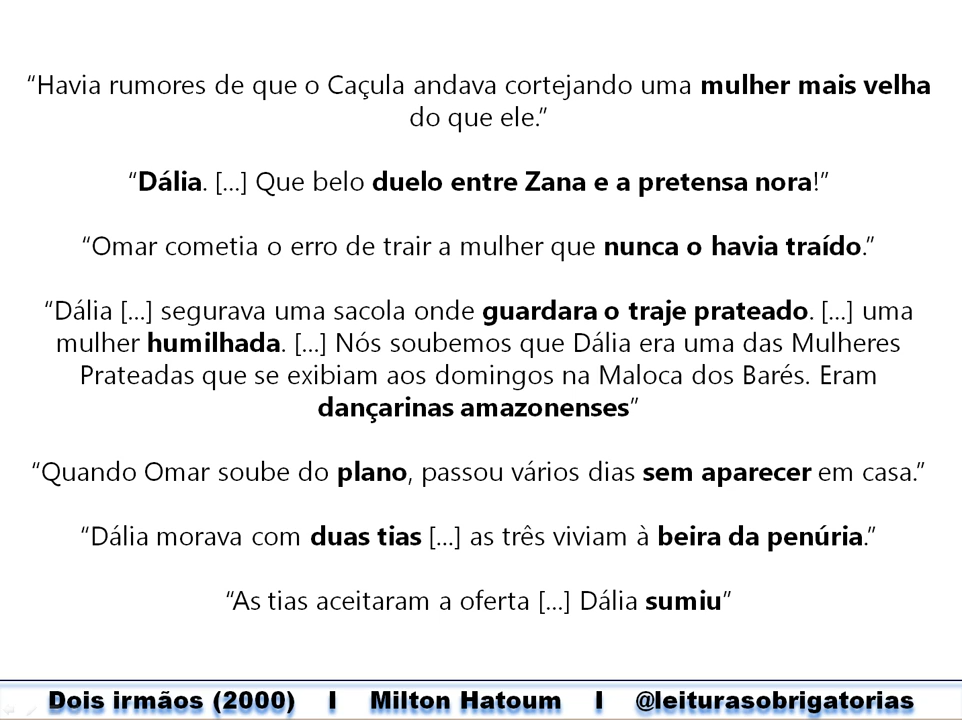 “Havia rumores de que o Caçula andava cortejando uma mulher mais velha
do que ele.”
“Dália. [...] Que belo duelo entre Zana e a pretensa nora!”
“Omar cometia o erro de trair a mulher que nunca o havia traído.”
“Dália [...] segurava uma sacola onde guardara o traje prateado. [...] uma
mulher humilhada. [...] Nós soubemos que Dália era uma das Mulheres
Prateadas que se exibiam aos domingos na Maloca dos Barés. Eram
dançarinas amazonenses”
“Quando Omar soube do plano, passou vários dias sem aparecer em casa.”
“Dália morava com duas tias [...] as três viviam à beira da penúria.”
“As tias aceitaram a oferta [...] Dália sumiu”
Dois irmãos (2000) I Milton Hatoum I @leiturasobrigatorias